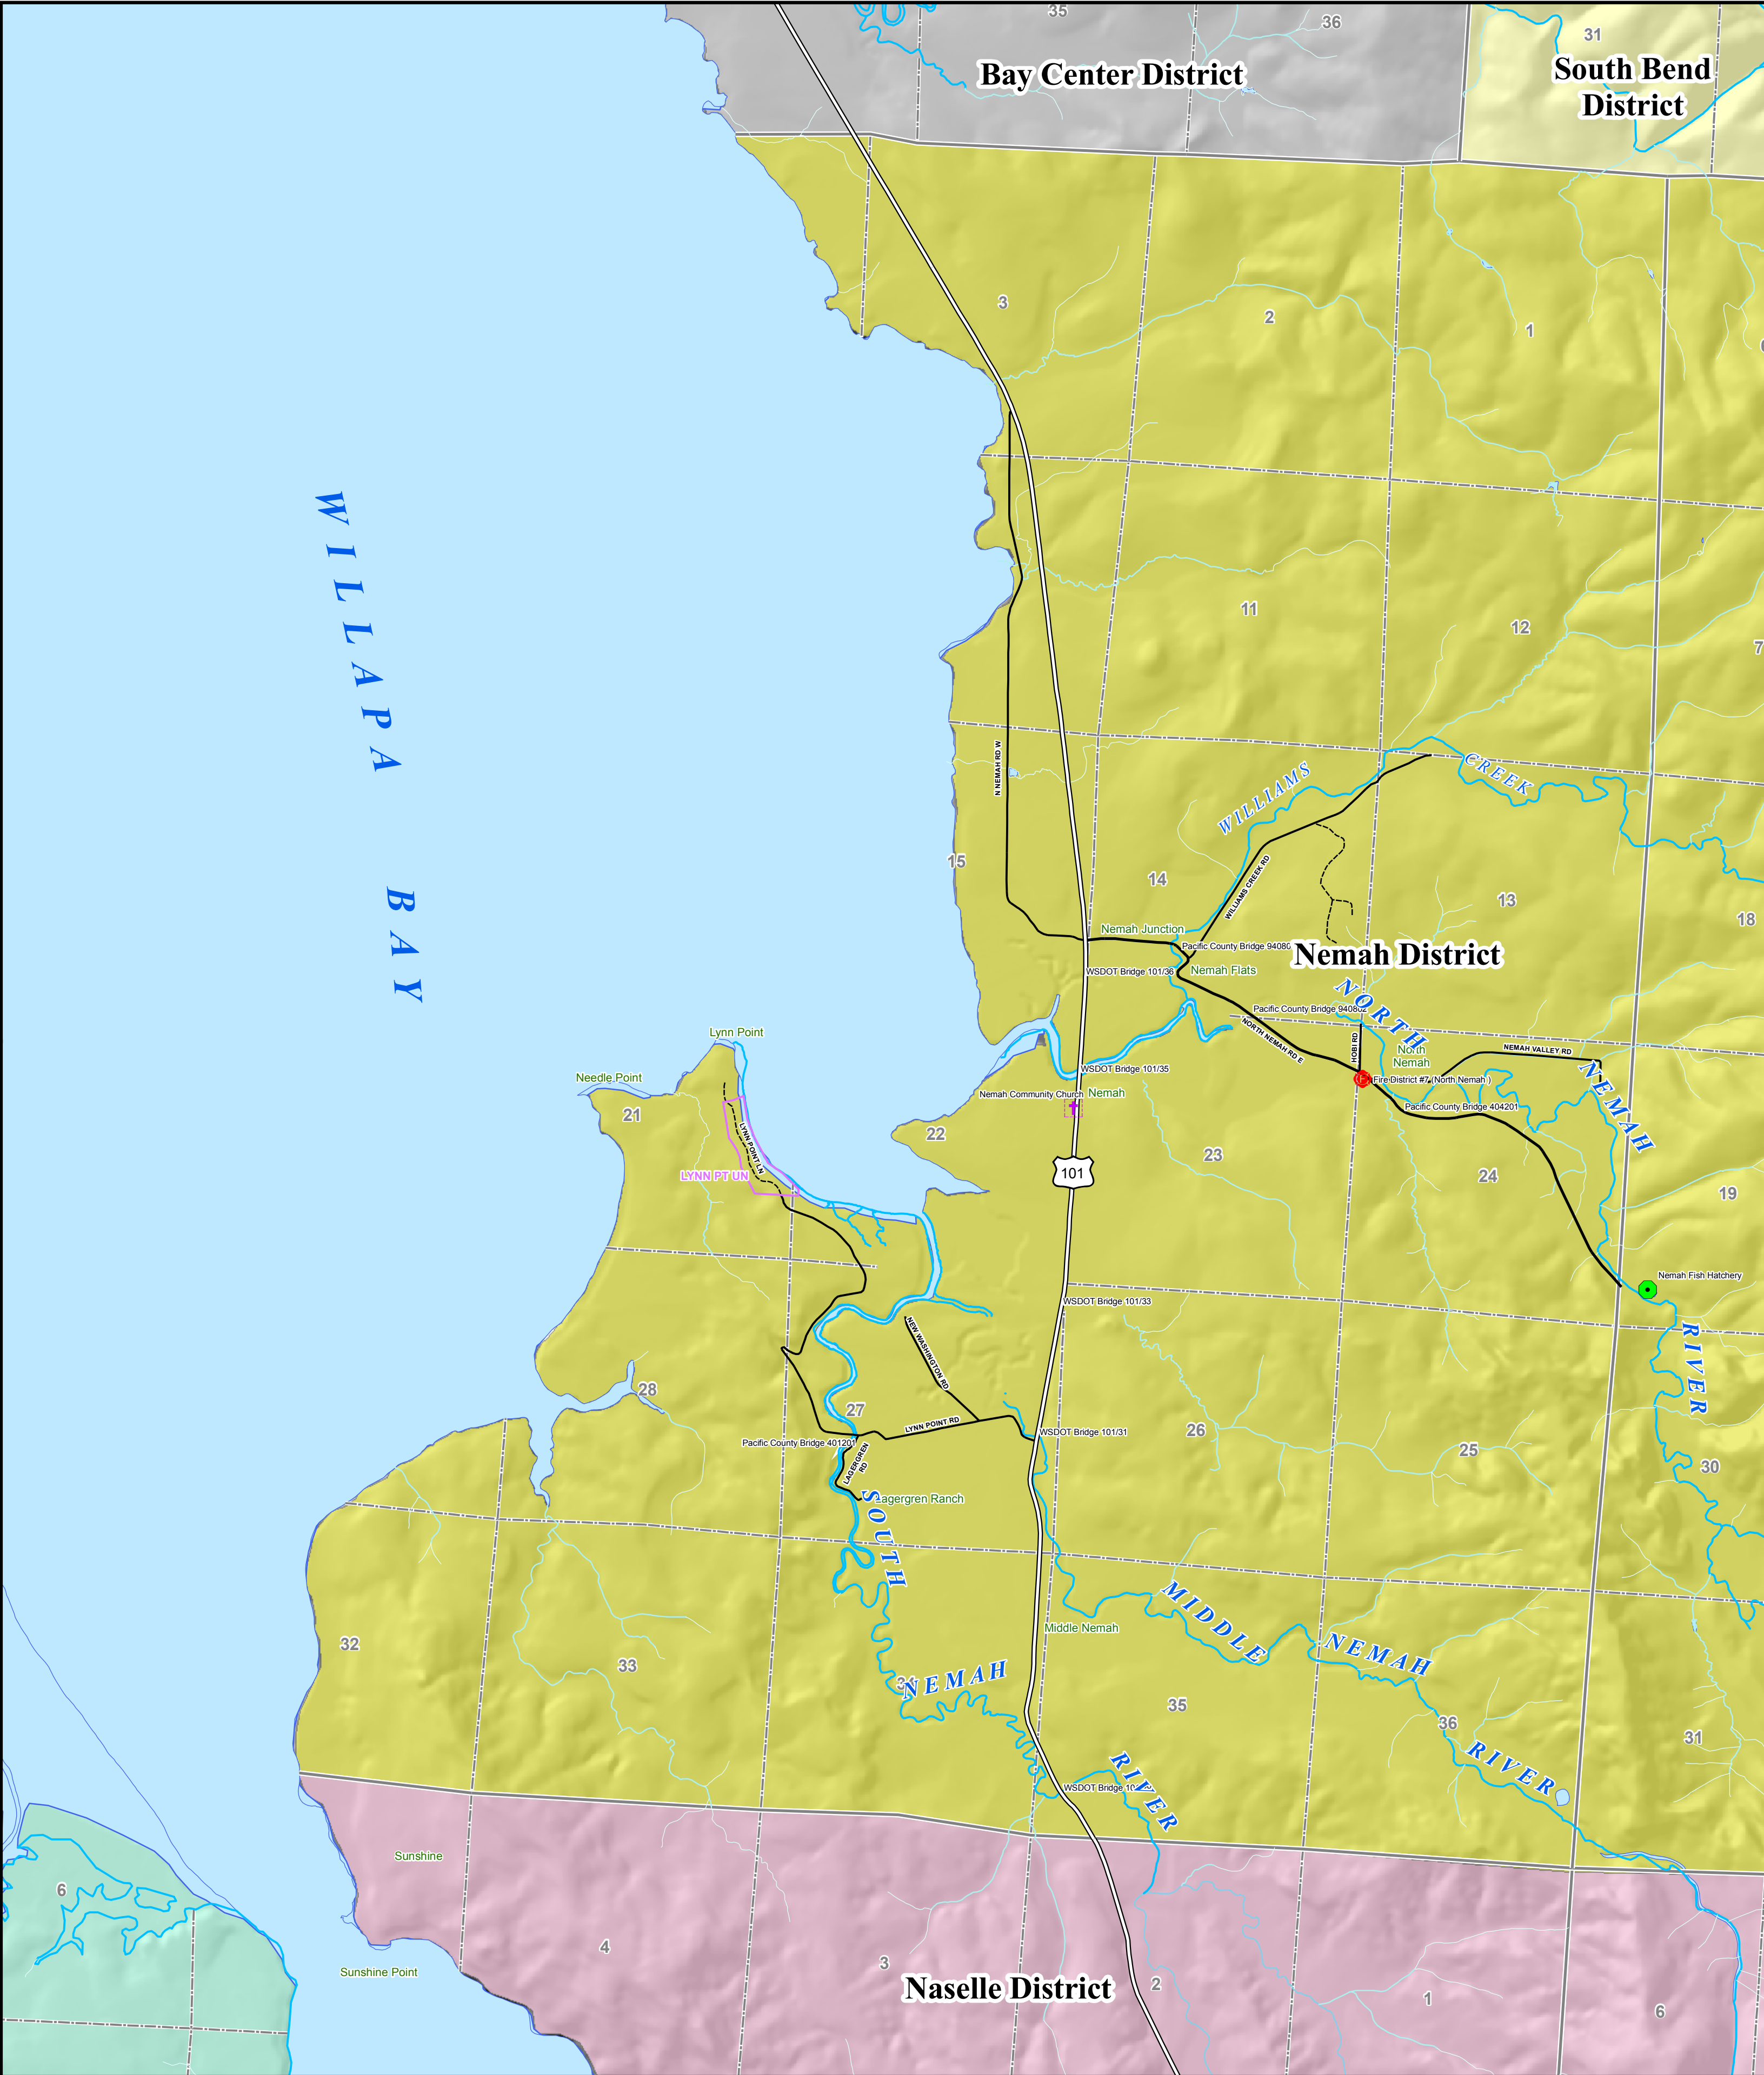 35
36
31
Bay Center District
South Bend
District
3
2
1
WILLAPA BAY
11
12
7
N NEMAH RD W
WILLIAMS CREEK
WILLIAMS CREEK RD
15
14
13
18
Nemah Junction
Pacific County Bridge 94080
Nemah District
WSDOT Bridge 101/36
Nemah Flats
Pacific County Bridge 940802
NORTH NEMAH RIVER
NORTH NEMAH RD E
HOBI RD
North
Nemah
NEMAH VALLEY RD
Lynn Point
Needle Point
WSDOT Bridge 101/35
Fire District #7 (North Nemah )
Nemah Community Church
Nemah
Pacific County Bridge 404201
21
22
23
24
19
LYNN POINT LN
LYNN PT UN
101
Nemah Fish Hatchery
WSDOT Bridge 101/33
NEW WASHINGTON RD
28
27
26
25
30
LYNN POINT RD
WSDOT Bridge 101/31
Pacific County Bridge 401201
LAGERGREN
RD
Lagergren Ranch
SOUTH NEMAH RIVER
MIDDLE NEMAH RIVER
Middle Nemah
32
33
34
35
36
31
WSDOT Bridge
Sunshine
6
4
3
2
1
6
Sunshine Point
Naselle District